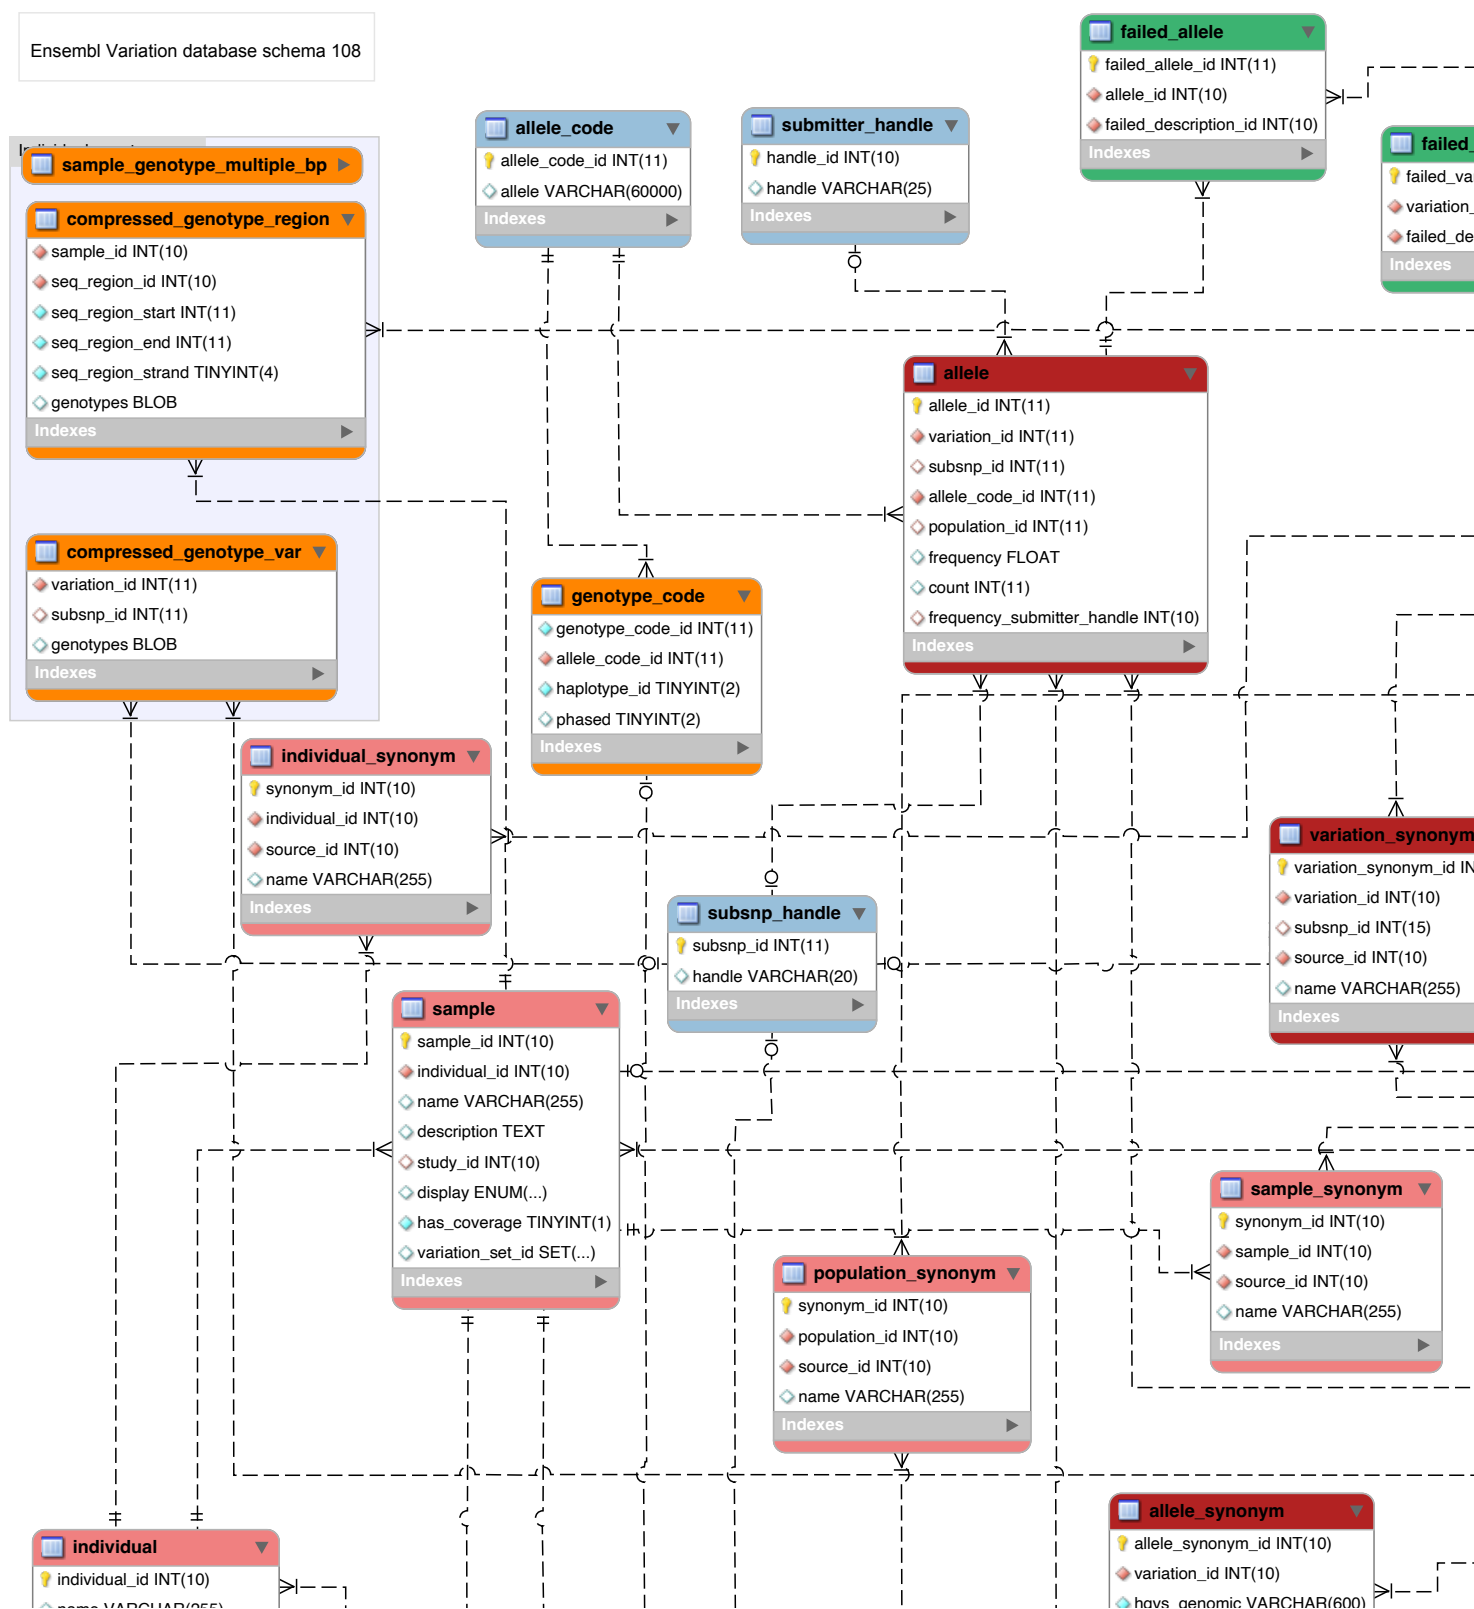 Ensembl Variation database schema 108
failed_allele
failed_allele_id INT(11)
allele_id INT(10)
failed_description_id INT(10)
Indexes
allele_code
allele_code_id INT(11)
allele VARCHAR(60000)
Indexes
submitter_handle
handle_id INT(10)
handle VARCHAR(25)
Indexes
failed_
failed_va
variation_
failed_de
Indexes
sample_genotype_multiple_bp
compressed_genotype_region
sample_id INT(10)
seq_region_id INT(10)
seq_region_start INT(11)
seq_region_end INT(11)
seq_region_strand TINYINT(4)
genotypes BLOB
Indexes
allele
allele_id INT(11)
variation_id INT(11)
subsnp_id INT(11)
allele_code_id INT(11)
population_id INT(11)
frequency FLOAT
count INT(11)
frequency_submitter_handle INT(10)
Indexes
compressed_genotype_var
variation_id INT(11)
subsnp_id INT(11)
genotypes BLOB
Indexes
genotype_code
genotype_code_id INT(11)
allele_code_id INT(11)
haplotype_id TINYINT(2)
phased TINYINT(2)
Indexes
individual_synonym
synonym_id INT(10)
individual_id INT(10)
source_id INT(10)
name VARCHAR(255)
Indexes
variation_synonym
variation_synonym_id IN
variation_id INT(10)
subsnp_id INT(15)
source_id INT(10)
name VARCHAR(255)
Indexes
subsnp_handle
subsnp_id INT(11)
handle VARCHAR(20)
Indexes
sample
sample_id INT(10)
individual_id INT(10)
name VARCHAR(255)
description TEXT
study_id INT(10)
display ENUM(...)
has_coverage TINYINT(1)
variation_set_id SET(...)
Indexes
sample_synonym
synonym_id INT(10)
sample_id INT(10)
source_id INT(10)
name VARCHAR(255)
Indexes
population_synonym
synonym_id INT(10)
population_id INT(10)
source_id INT(10)
name VARCHAR(255)
Indexes
individual
individual_id INT(10)
name VARCHAR(255)
allele_synonym
allele_synonym_id INT(10)
variation_id INT(10)
hgvs_genomic VARCHAR(600)